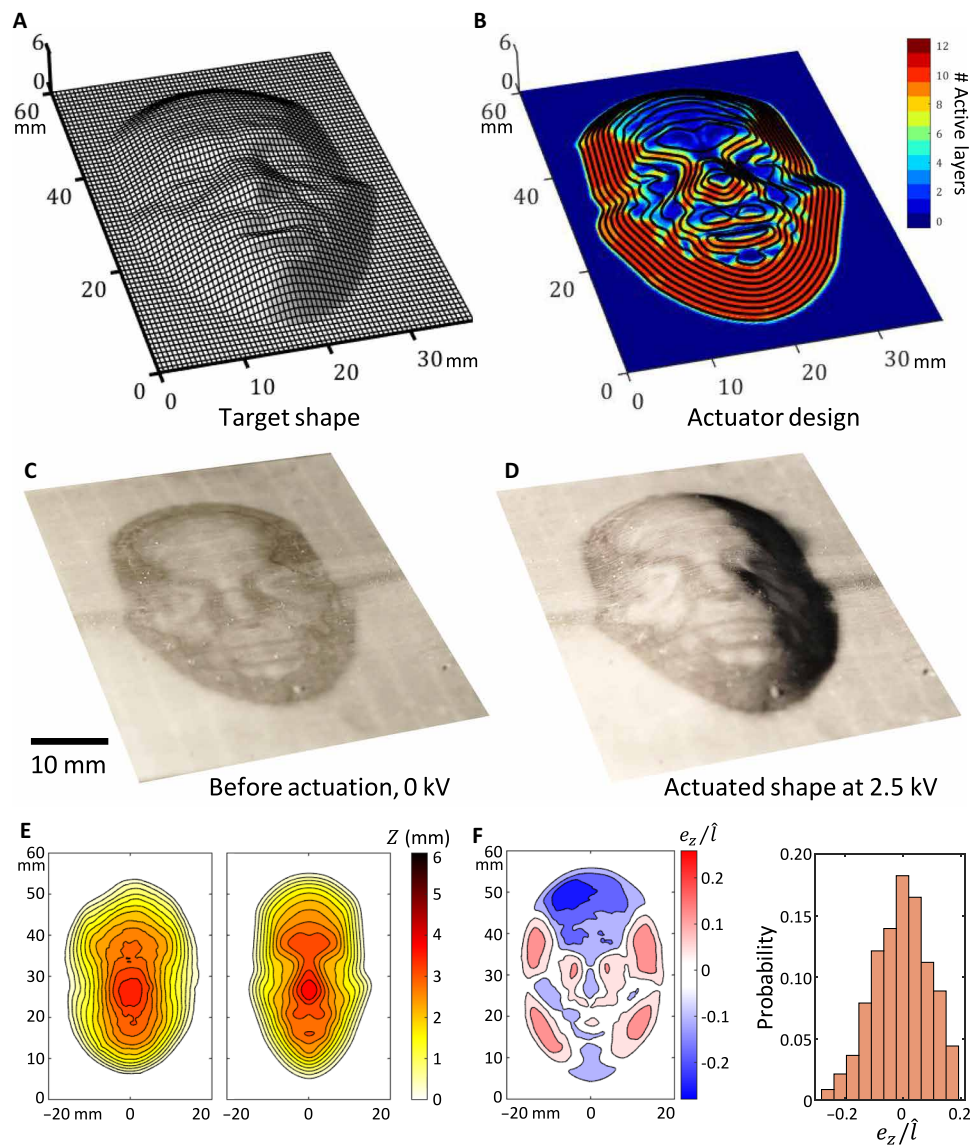 A
6
0
60
mm
40
20
0
0
10
20
30 mm
Target shape
B
6
0
60
mm
40
20
0
0
10
20
30 mm
12
10
8
6
4
2
0
# Active layers
Actuator design
C
10 mm
Before actuation, 0 kV
D
Actuated shape at 2.5 kV
E
60
mm
50
40
30
20
10
0
−20 mm
0
20
−20 mm
0
20
Z (mm)
6
5
4
3
2
1
0
F
60
mm
50
40
30
20
10
0
−20 mm
0
20
e_z/l̂
0.2
0.1
0
-0.1
-0.2
0.20
0.15
0.10
0.05
0
Probability
−0.2
0
0.2
e_z/l̂